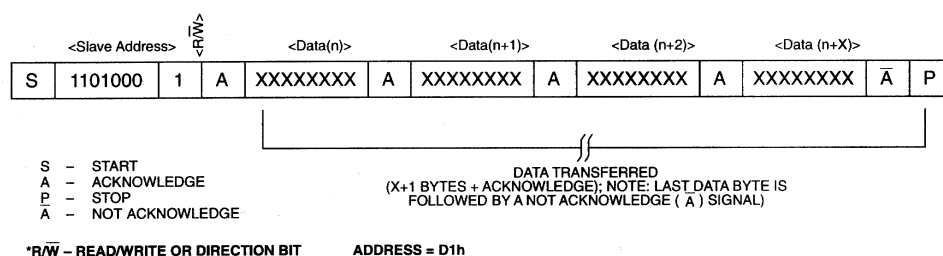 <Slave Address> <R/W̅> <Data(n)> <Data(n+1)> <Data (n+2)> <Data (n+X)>
S 1101000 1 A XXXXXXXX A XXXXXXXX A XXXXXXXX A XXXXXXXX A̅ P
S – START
A – ACKNOWLEDGE
P – STOP
A̅ – NOT ACKNOWLEDGE
DATA TRANSFERRED
(X+1 BYTES + ACKNOWLEDGE); NOTE: LAST DATA BYTE IS
FOLLOWED BY A NOT ACKNOWLEDGE ( A̅ ) SIGNAL)
*R/W̅ – READ/WRITE OR DIRECTION BIT ADDRESS = D1h